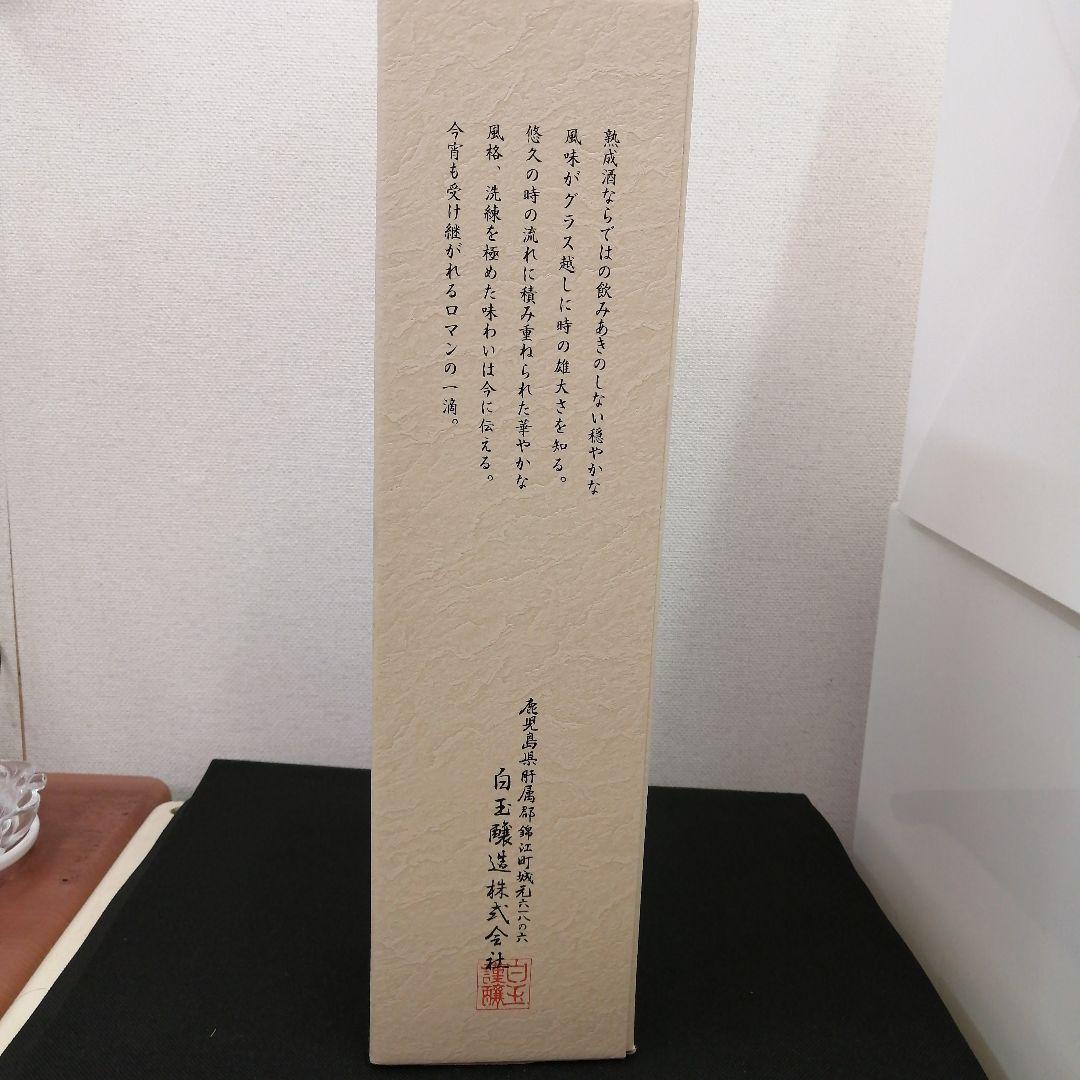 熟成酒ならではの飲みあきのしない穏やかな
風味がグラス越しに時の雄大さを知る。
悠久の時の流れに積み重ねられた華やかな
風格、洗練を極めた味わいは今に伝える。
今宵も受け継がれるロマンの一滴。
鹿児島県肝属郡錦江町城元六一八の六
白玉醸造株式会社
白玉
謹醸